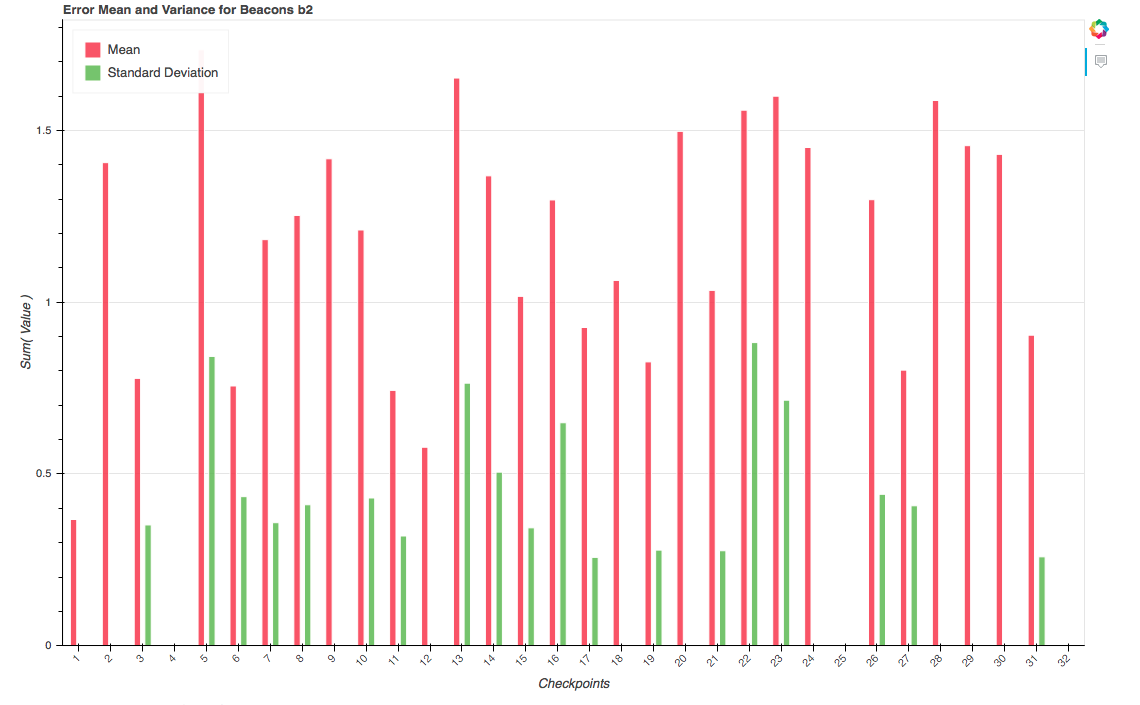 Error Mean and Variance for Beacons b2
Mean
Standard Deviation
1.5
1
0.5
0
Sum( Value )
1 2 3 4 5 6 7 8 9 10 11 12 13 14 15 16 17 18 19 20 21 22 23 24 25 26 27 28 29 30 31 32
Checkpoints